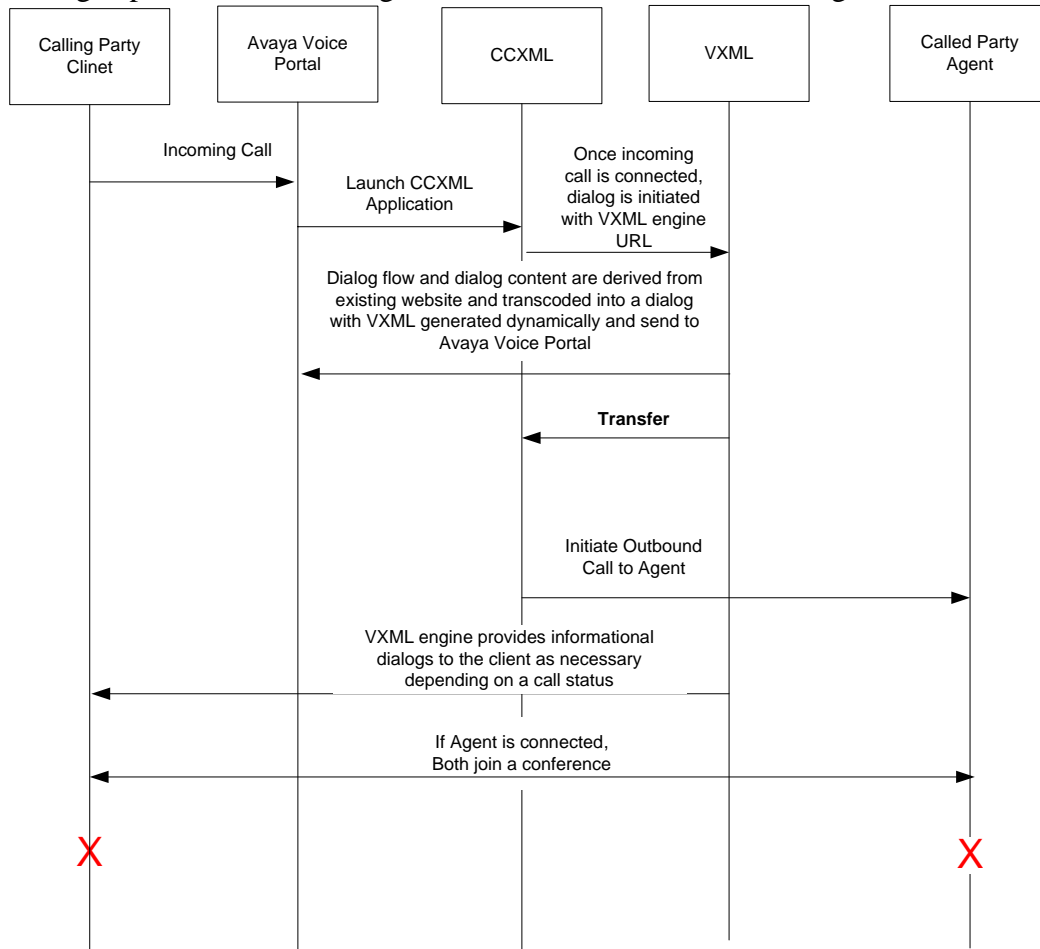 Calling Party
Clinet
Avaya Voice
Portal
CCXML
VXML
Called Party
Agent
Incoming Call
Launch CCXML
Application
Once incoming
call is connected,
dialog is initiated
with VXML engine
URL
Dialog flow and dialog content are derived from
existing website and transcoded into a dialog
with VXML generated dynamically and send to
Avaya Voice Portal
Transfer
Initiate Outbound
Call to Agent
VXML engine provides informational
dialogs to the client as necessary
depending on a call status
If Agent is connected,
Both join a conference
X
X